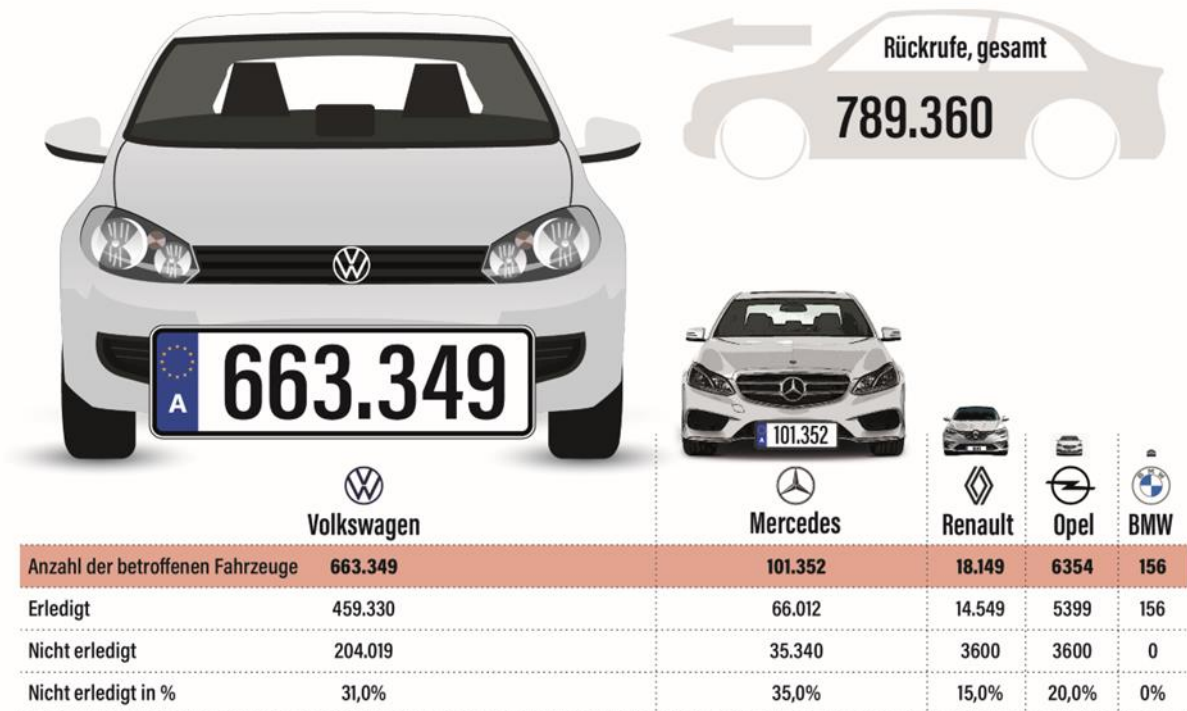 Rückrufe, gesamt
789.360
A
663.349
A
101.352
Volkswagen Mercedes Renault Opel BMW
Anzahl der betroffenen Fahrzeuge 663.349 101.352 18.149 6354 156
Erledigt 459.330 66.012 14.549 5399 156
Nicht erledigt 204.019 35.340 3600 3600 0
Nicht erledigt in % 31,0% 35,0% 15,0% 20,0% 0%